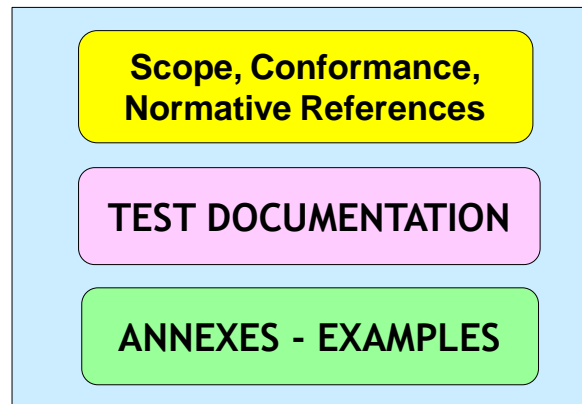 Scope, Conformance,
Normative References
TEST DOCUMENTATION
ANNEXES - EXAMPLES